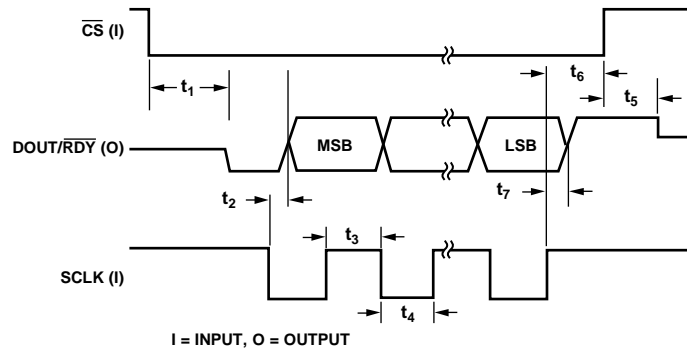 CS (I)
t6
t1
t5
DOUT/RDY (O)
MSB
LSB
t2
t7
t3
SCLK (I)
t4
I = INPUT, O = OUTPUT